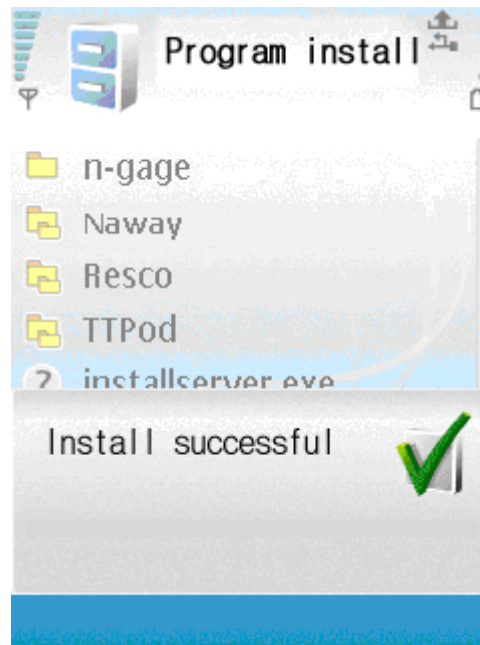 Program install
n-gage
Naway
Resco
TTPod
installserver.exe
Install successful